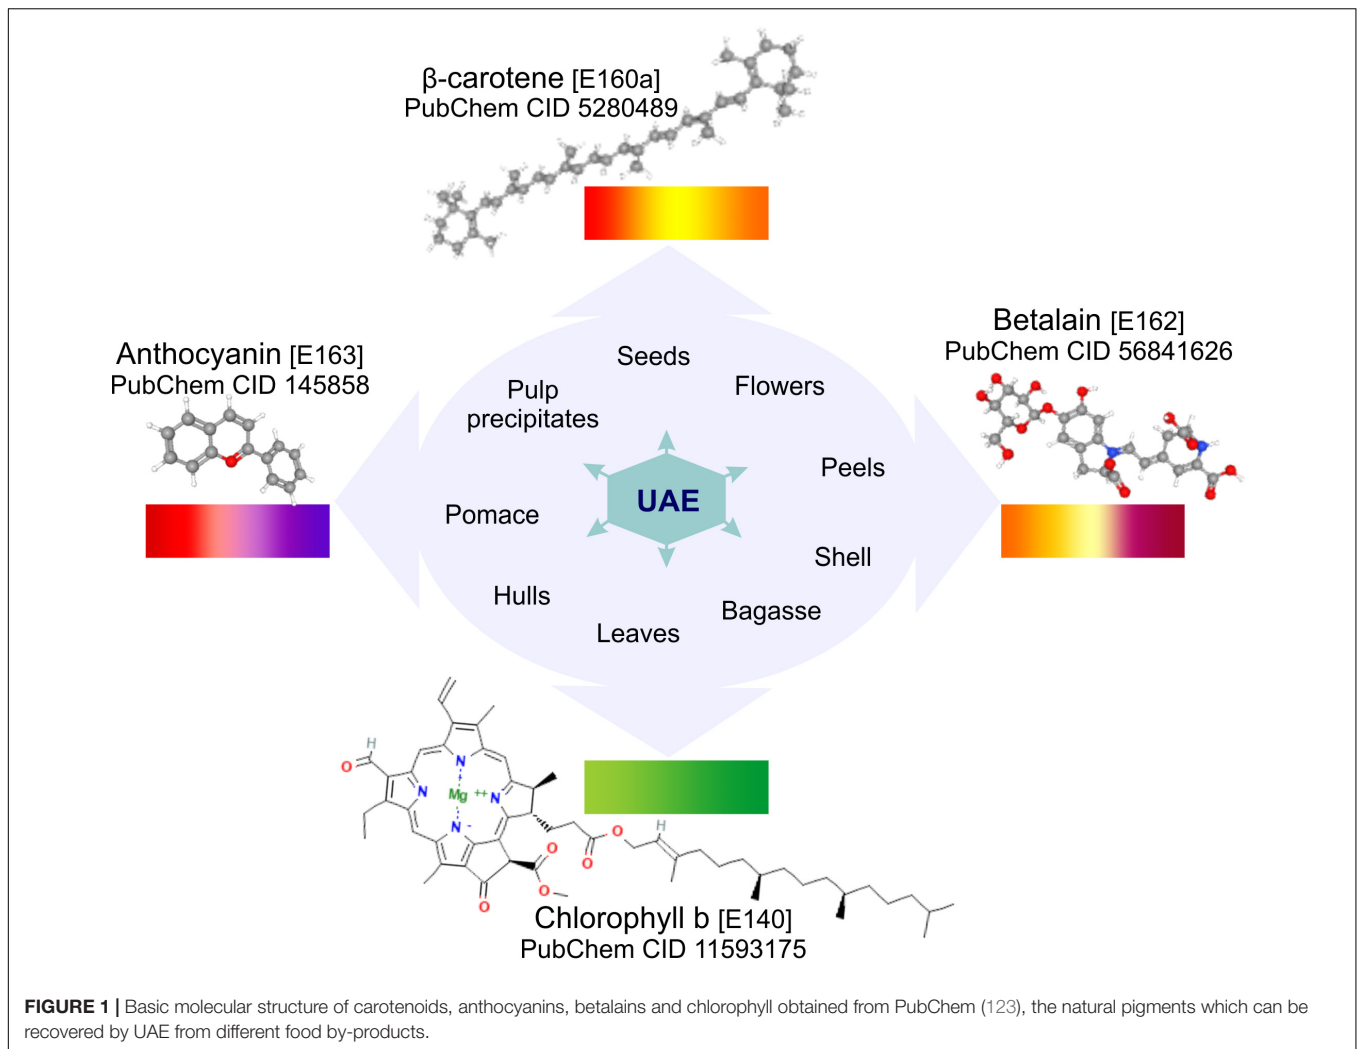 β-carotene [E160a]
PubChem CID 5280489
Anthocyanin [E163]
PubChem CID 145858
Betalain [E162]
PubChem CID 56841626
Seeds
Flowers
Pulp
precipitates
Peels
UAE
Pomace
Shell
Hulls
Bagasse
Leaves
H
O
N
N
Mg ++
N
N -
O
H
O
O
O
O
Chlorophyll b [E140]
PubChem CID 11593175
FIGURE 1 | Basic molecular structure of carotenoids, anthocyanins, betalains and chlorophyll obtained from PubChem (123), the natural pigments which can be
recovered by UAE from different food by-products.